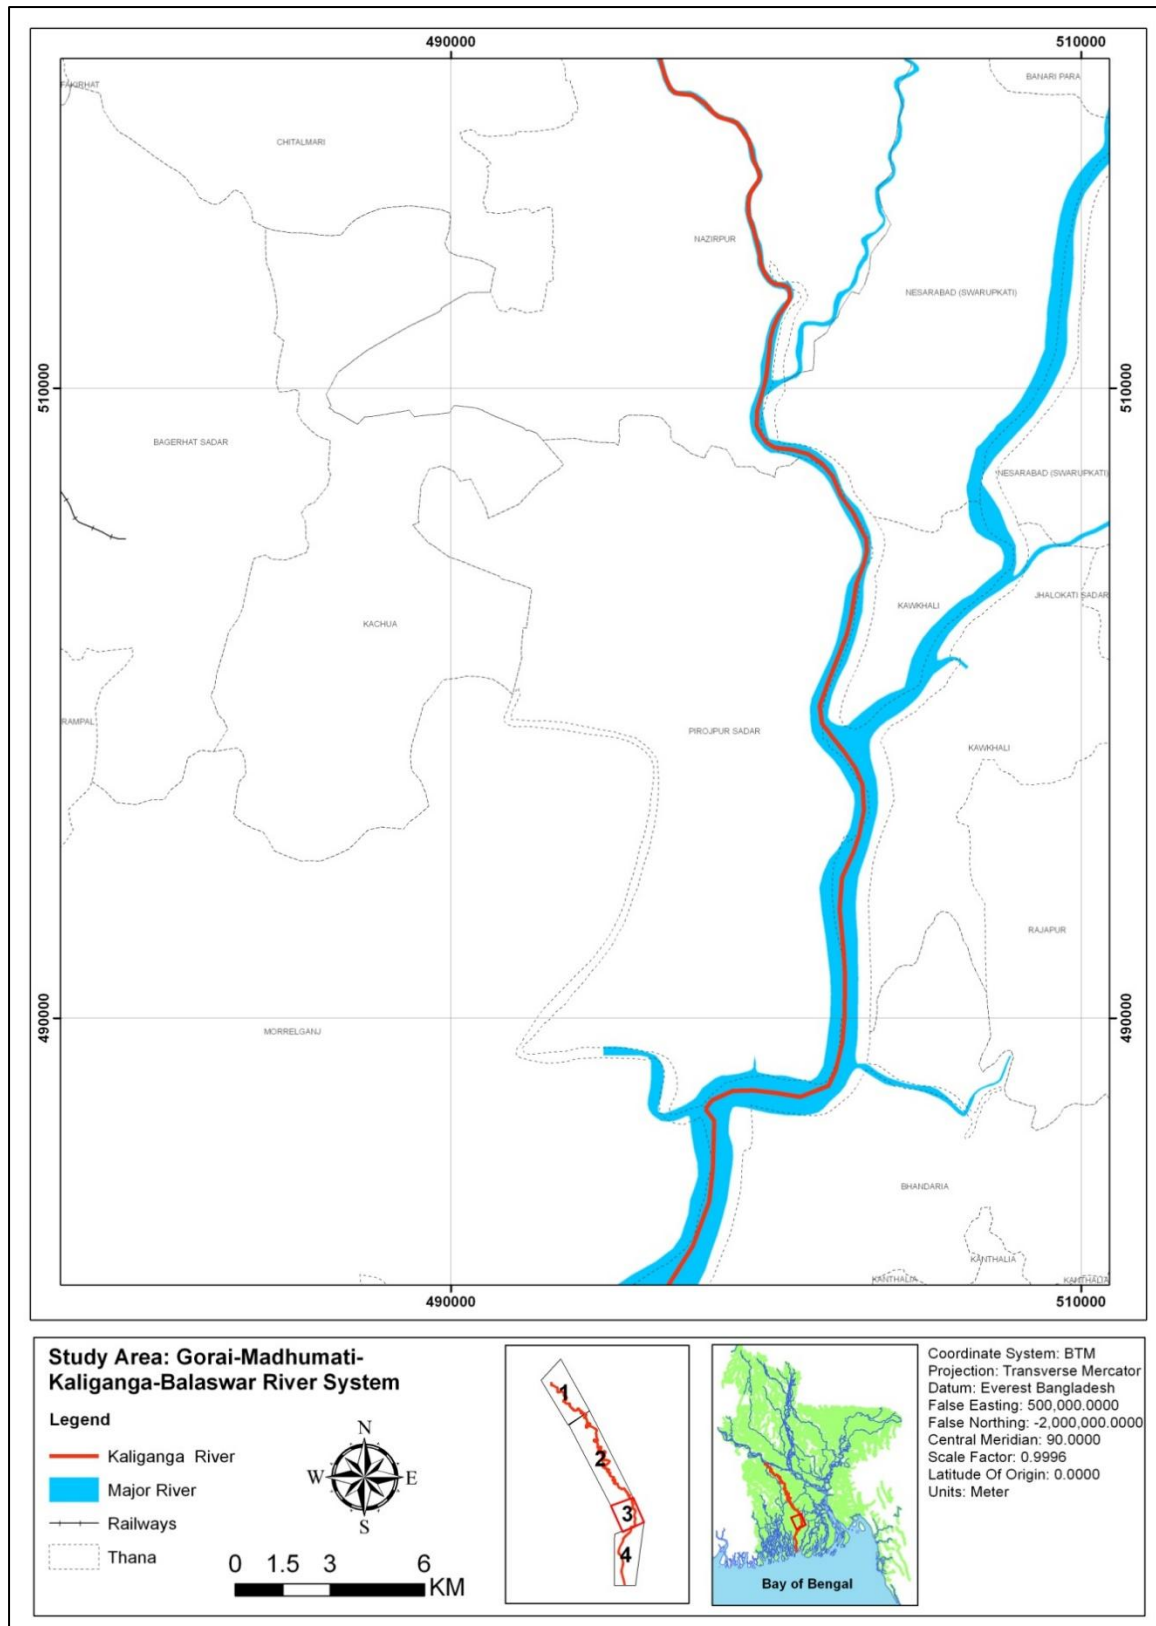 490000
510000
FAKIRHAT
BANARI PARA
CHITALMARI
NAZIRPUR
NESARABAD (SWARUPKATI)
510000
510000
BAGERHAT SADAR
NESARABAD (SWARUPKATI)
JHALOKATI SADAR
KAWKHALI
KACHUA
RAMPAL
PIROJPUR SADAR
KAWKHALI
RAJAPUR
490000
490000
MORRELGANJ
BHANDARIA
KANTHALIA
KANTHALIA
KANTHALIA
490000
510000
Study Area: Gorai-Madhumati-
Kaliganga-Balaswar River System
Legend
Kaliganga River
Major River
Railways
Thana
N
W
E
S
0 1.5 3 6
KM
1
2
3
4
Bay of Bengal
Coordinate System: BTM
Projection: Transverse Mercator
Datum: Everest Bangladesh
False Easting: 500,000.0000
False Northing: -2,000,000.0000
Central Meridian: 90.0000
Scale Factor: 0.9996
Latitude Of Origin: 0.0000
Units: Meter